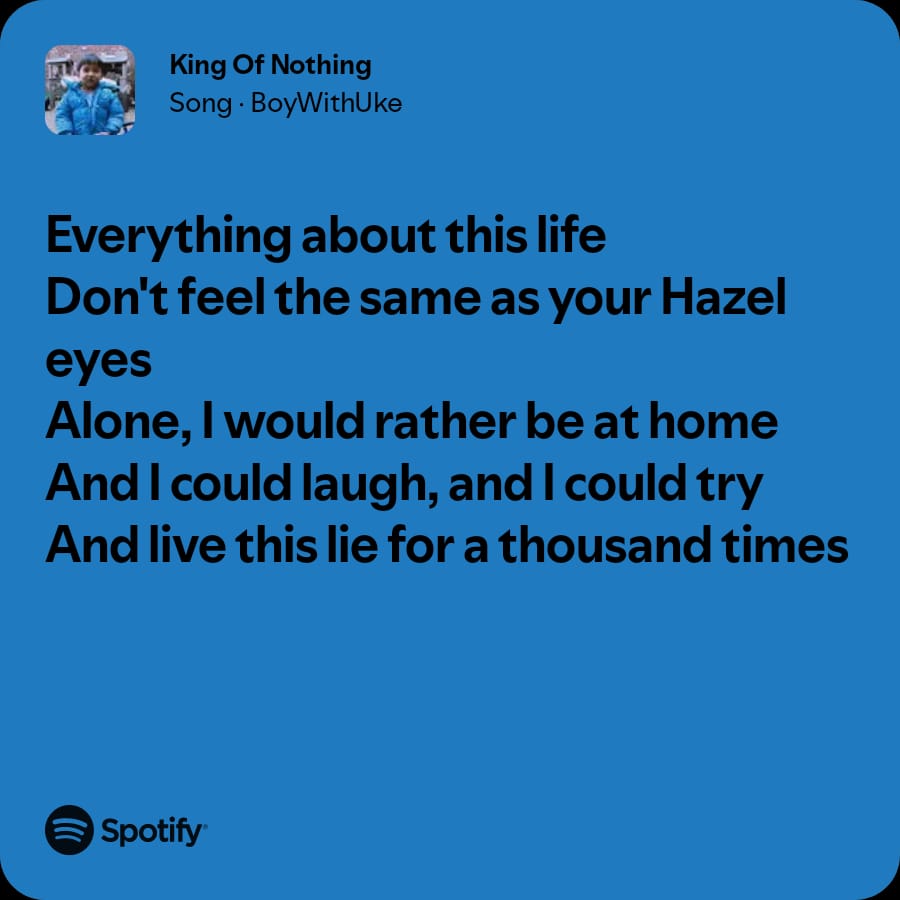 King Of Nothing
Song · BoyWithUke
Everything about this life
Don't feel the same as your Hazel
eyes
Alone, I would rather be at home
And I could laugh, and I could try
And live this lie for a thousand times
Spotify®